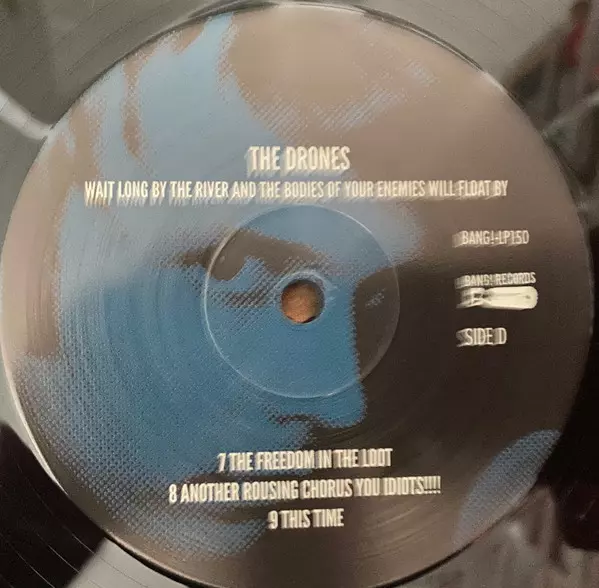 THE DRONES
WAIT LONG BY THE RIVER AND THE BODIES OF YOUR ENEMIES WILL FLOAT BY
BANG!-LP150
BANG! RECORDS
SIDE D
7 THE FREEDOM IN THE LOOT
8 ANOTHER ROUSING CHORUS YOU IDIOTS!!!!
9 THIS TIME